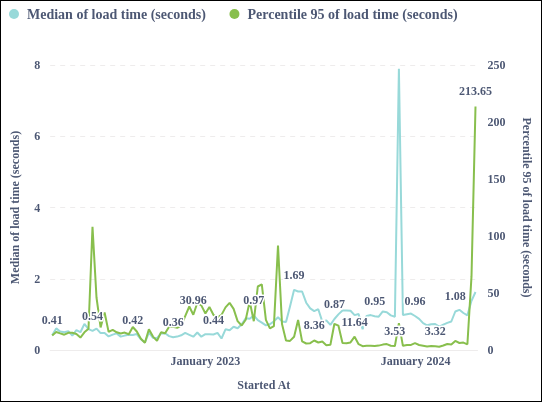 Median of load time (seconds) Percentile 95 of load time (seconds)
8 250
213.65
6 200
150
4
100
1.69
2 50
30.96 0.97 0.87 0.95 0.96 1.08
0.41 0.54 0.42 0.36 0.44 8.36 11.64 3.53 3.32
0 0
January 2023 January 2024
Started At
Median of load time (seconds)
Percentile 95 of load time (seconds)